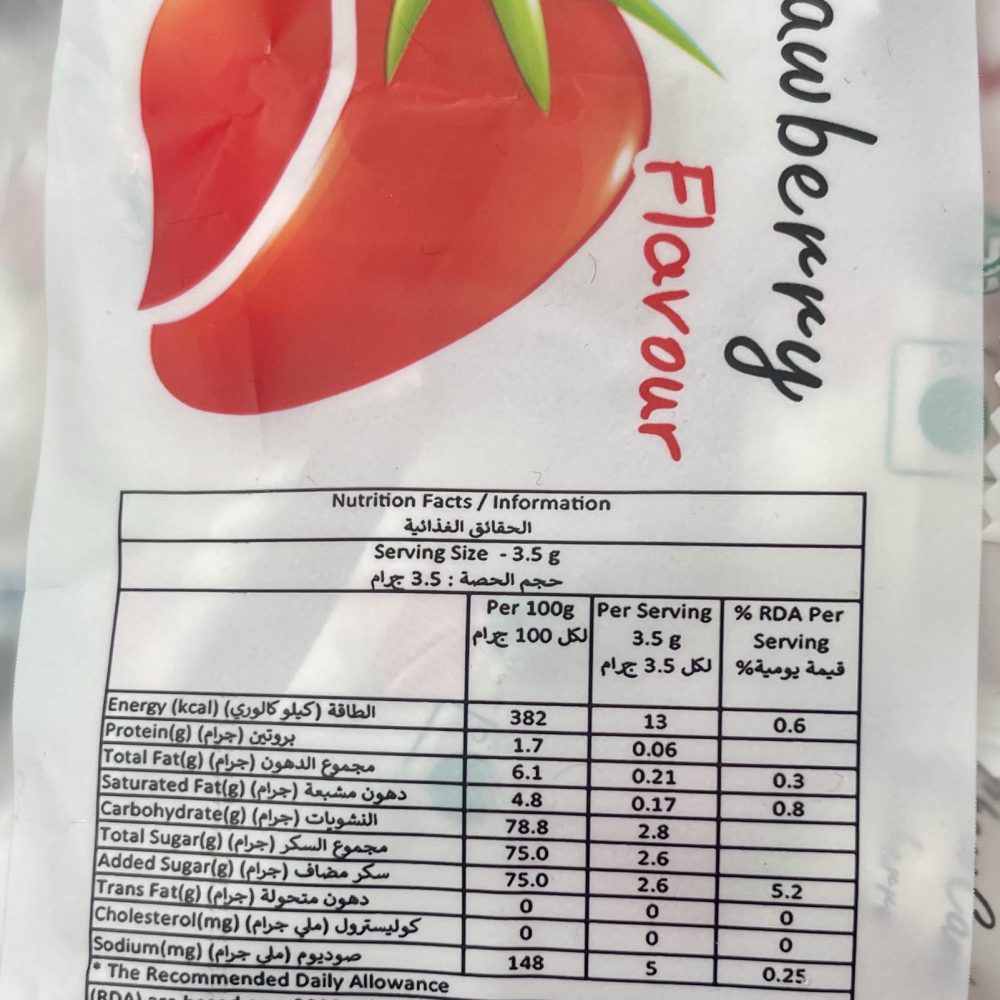 Flavour
Nutrition Facts / Information
الحقائق الغذائية
Serving Size - 3.5 g
حجم الحصة : 3.5 جرام
Per 100g
لكل 100 جرام
Per Serving
3.5 g
لكل 3.5 جرام
% RDA Per
Serving
قيمة يومية%
Energy (kcal) الطاقة (كيلو كالوري) 382 13 0.6
Protein(g) بروتين (جرام) 1.7 0.06
Total Fat(g) مجموع الدهون (جرام) 6.1 0.21 0.3
Saturated Fat(g) دهون مشبعة (جرام) 4.8 0.17 0.8
Carbohydrate(g) النشويات (جرام) 78.8 2.8
Total Sugar(g) مجموع السكر (جرام) 75.0 2.6
Added Sugar(g) سكر مضاف (جرام) 75.0 2.6 5.2
Trans Fat(g) دهون متحولة (جرام) 0 0 0
Cholesterol(mg) كوليسترول (ملي جرام) 0 0 0
Sodium(mg) صوديوم (ملي جرام) 148 5 0.25
* The Recommended Daily Allowance